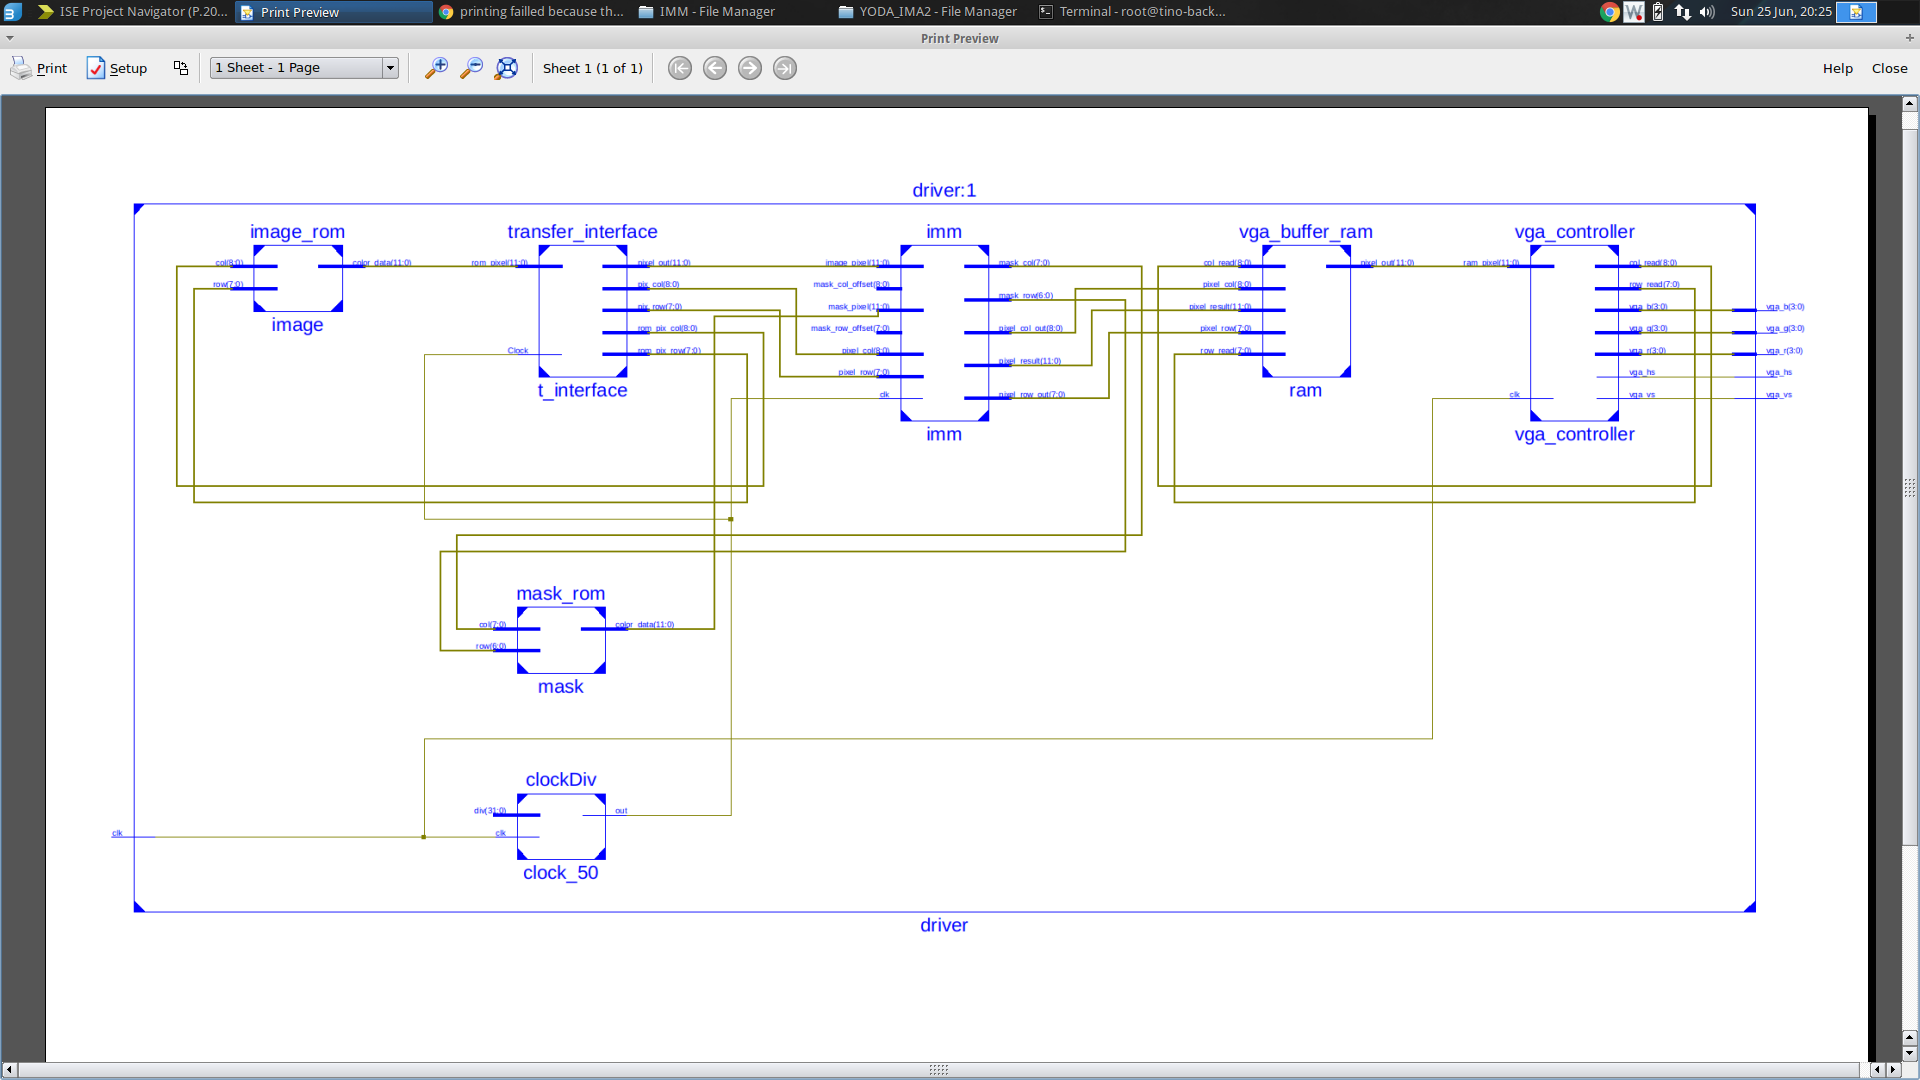 ISE Project Navigator (P.20...
Print Preview
printing failled because th...
IMM - File Manager
YODA_IMA2 - File Manager
Terminal - root@tino-back...
Sun 25 Jun, 20:25
Print Preview
Print
Setup
1 Sheet - 1 Page
Sheet 1 (1 of 1)
Help
Close
driver:1
image_rom
col(8:0)
row(7:0)
color_data(11:0)
image
transfer_interface
rom_pixel(11:0)
Clock
pixel_out(11:0)
pix_col(8:0)
pix_row(7:0)
rom_pix_col(8:0)
rom_pix_row(7:0)
t_interface
imm
image_pixel(11:0)
mask_col_offset(8:0)
mask_pixel(11:0)
mask_row_offset(7:0)
pixel_col(8:0)
pixel_row(7:0)
clk
mask_col(7:0)
mask_row(6:0)
pixel_col_out(8:0)
pixel_result(11:0)
pixel_row_out(7:0)
imm
vga_buffer_ram
col_read(8:0)
pixel_col(8:0)
pixel_result(11:0)
pixel_row(7:0)
row_read(7:0)
pixel_out(11:0)
ram
vga_controller
ram_pixel(11:0)
clk
col_read(8:0)
row_read(7:0)
vga_b(3:0)
vga_g(3:0)
vga_r(3:0)
vga_hs
vga_vs
vga_controller
vga_b(3:0)
vga_g(3:0)
vga_r(3:0)
vga_hs
vga_vs
mask_rom
col(7:0)
row(6:0)
color_data(11:0)
mask
clockDiv
div(31:0)
clk
out
clock_50
clk
driver